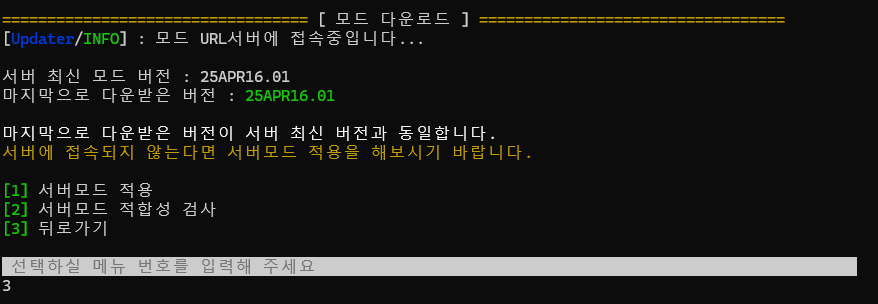 ================================== [ 모드 다운로드 ] ==================================
[Updater/INFO] : 모드 URL서버에 접속중입니다...
서버 최신 모드 버전 : 25APR16.01
마지막으로 다운받은 버전 : 25APR16.01
마지막으로 다운받은 버전이 서버 최신 버전과 동일합니다.
서버에 접속되지 않는다면 서버모드 적용을 해보시기 바랍니다.
[1] 서버모드 적용
[2] 서버모드 적합성 검사
[3] 뒤로가기
선택하실 메뉴 번호를 입력해 주세요
3